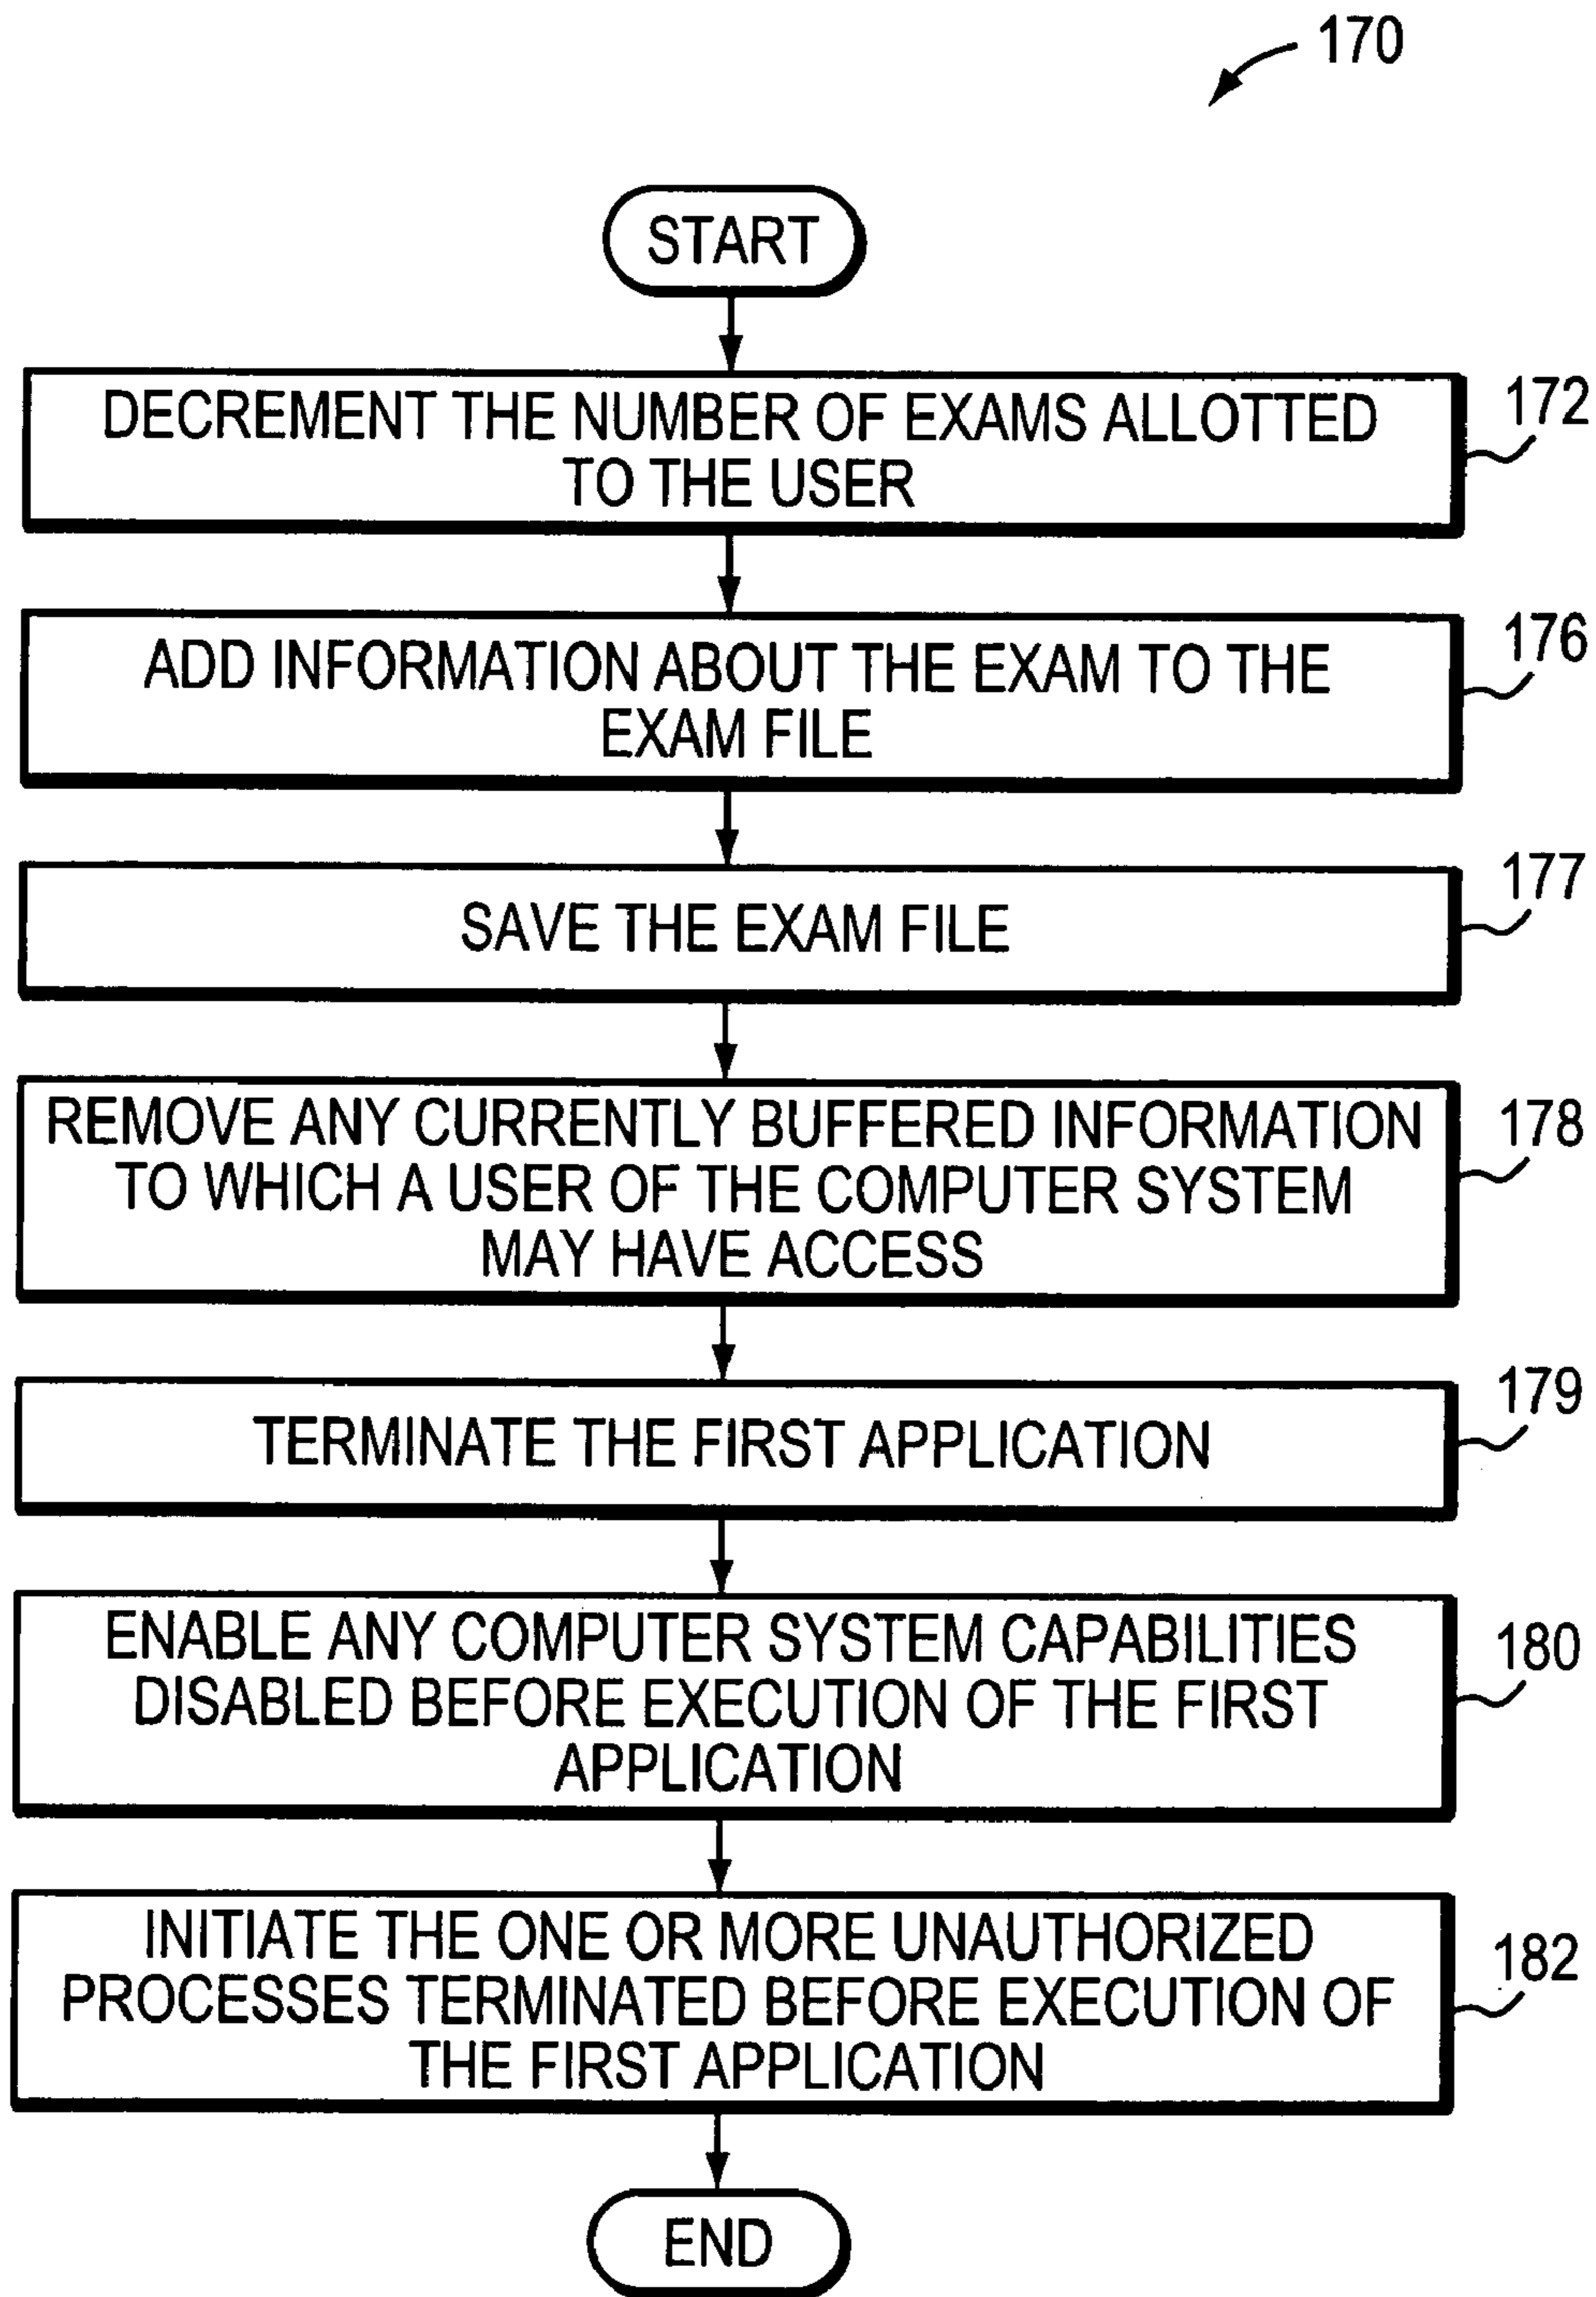 170
START
DECREMENT THE NUMBER OF EXAMS ALLOTTED
TO THE USER
172
ADD INFORMATION ABOUT THE EXAM TO THE
EXAM FILE
176
SAVE THE EXAM FILE
177
REMOVE ANY CURRENTLY BUFFERED INFORMATION
TO WHICH A USER OF THE COMPUTER SYSTEM
MAY HAVE ACCESS
178
TERMINATE THE FIRST APPLICATION
179
ENABLE ANY COMPUTER SYSTEM CAPABILITIES
DISABLED BEFORE EXECUTION OF THE FIRST
APPLICATION
180
INITIATE THE ONE OR MORE UNAUTHORIZED
PROCESSES TERMINATED BEFORE EXECUTION OF
THE FIRST APPLICATION
182
END